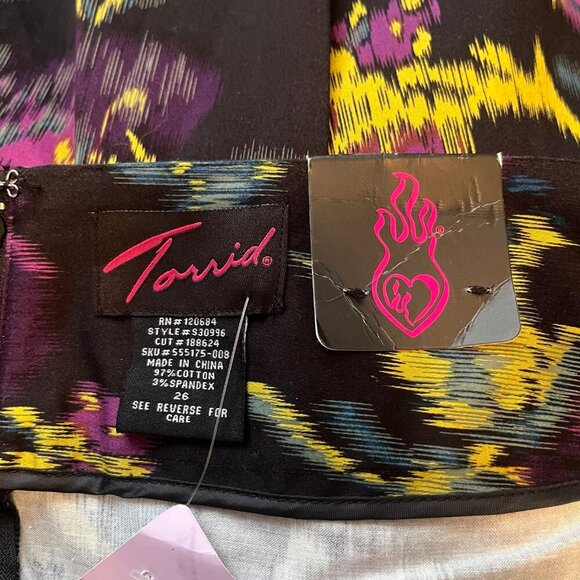 Torrid®
RN#120684
STYLE#S30996
CUT#188624
SKU#555175-008
MADE IN CHINA
97%COTTON
3%SPANDEX
26
SEE REVERSE FOR
CARE
®